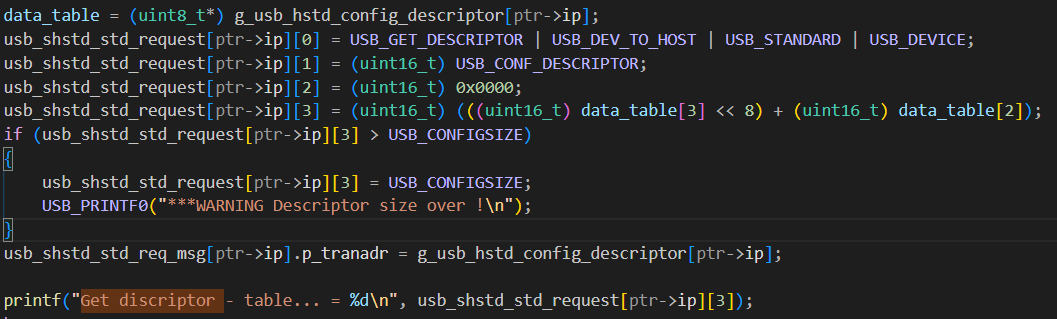 data_table = (uint8_t*) g_usb_hstd_config_descriptor[ptr->ip];
usb_shstd_std_request[ptr->ip][0] = USB_GET_DESCRIPTOR | USB_DEV_TO_HOST | USB_STANDARD | USB_DEVICE;
usb_shstd_std_request[ptr->ip][1] = (uint16_t) USB_CONF_DESCRIPTOR;
usb_shstd_std_request[ptr->ip][2] = (uint16_t) 0x0000;
usb_shstd_std_request[ptr->ip][3] = (uint16_t) (((uint16_t) data_table[3] << 8) + (uint16_t) data_table[2]);
if (usb_shstd_std_request[ptr->ip][3] > USB_CONFIGSIZE)
{
    usb_shstd_std_request[ptr->ip][3] = USB_CONFIGSIZE;
    USB_PRINTF0("***WARNING Descriptor size over !\n");
}
usb_shstd_std_req_msg[ptr->ip].p_tranadr = g_usb_hstd_config_descriptor[ptr->ip];
printf("Get discriptor - table... = %d\n", usb_shstd_std_request[ptr->ip][3]);